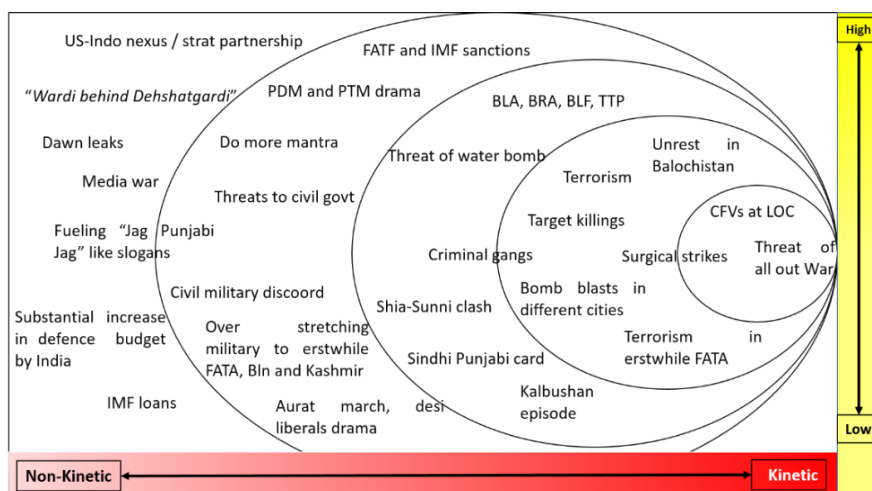 US-Indo nexus / strat partnership
FATF and IMF sanctions
High
"Wardi behind Dehshatgardi"
PDM and PTM drama
BLA, BRA, BLF, TTP
Dawn leaks
Do more mantra
Threat of water bomb
Unrest in
Balochistan
Media war
Threats to civil govt
Terrorism
Fueling "Jag Punjabi
Jag" like slogans
Target killings
CFVs at LOC
Criminal gangs
Surgical strikes
Threat of
all out War
Civil military discoord
Bomb blasts in
different cities
Substantial increase
in defence budget
by India
Shia-Sunni clash
Over stretching
military to erstwhile
FATA, Bln and Kashmir
Terrorism in
erstwhile FATA
Sindhi Punjabi card
IMF loans
Aurat march, desi
liberals drama
Kalbushan
episode
Low
Non-Kinetic
Kinetic